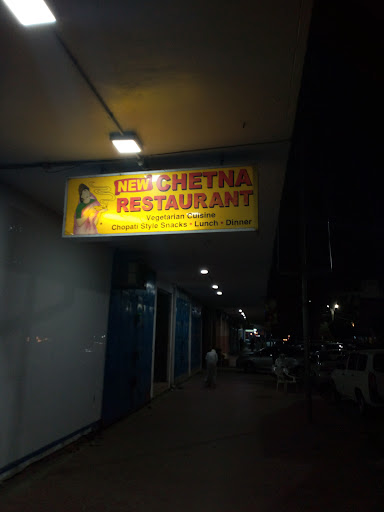 NEW CHETNA
RESTAURANT
Vegetarian Cuisine
Chopati Style Snacks • Lunch • Dinner